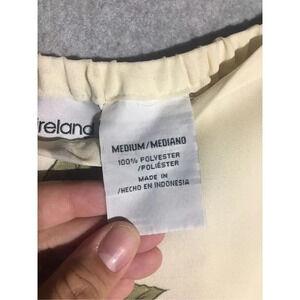 ireland
MEDIUM/MEDIANO
100% POLYESTER
/POLIÉSTER
MADE IN
/HECHO EN INDONESIA